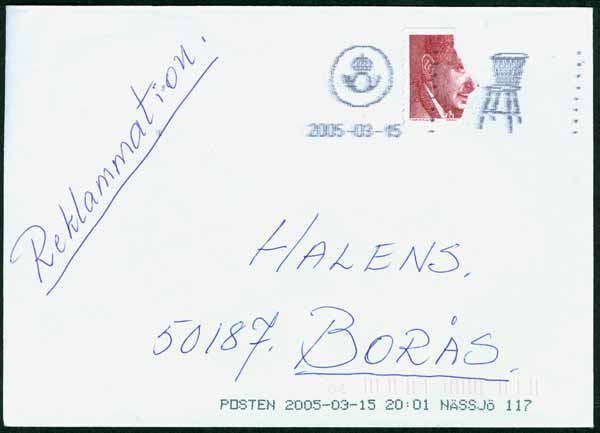 Reklammation.
2005-03-15
HALENS.
50187. BORÅS.
POSTEN 2005-03-15 20:01 NÄSSJÖ 117